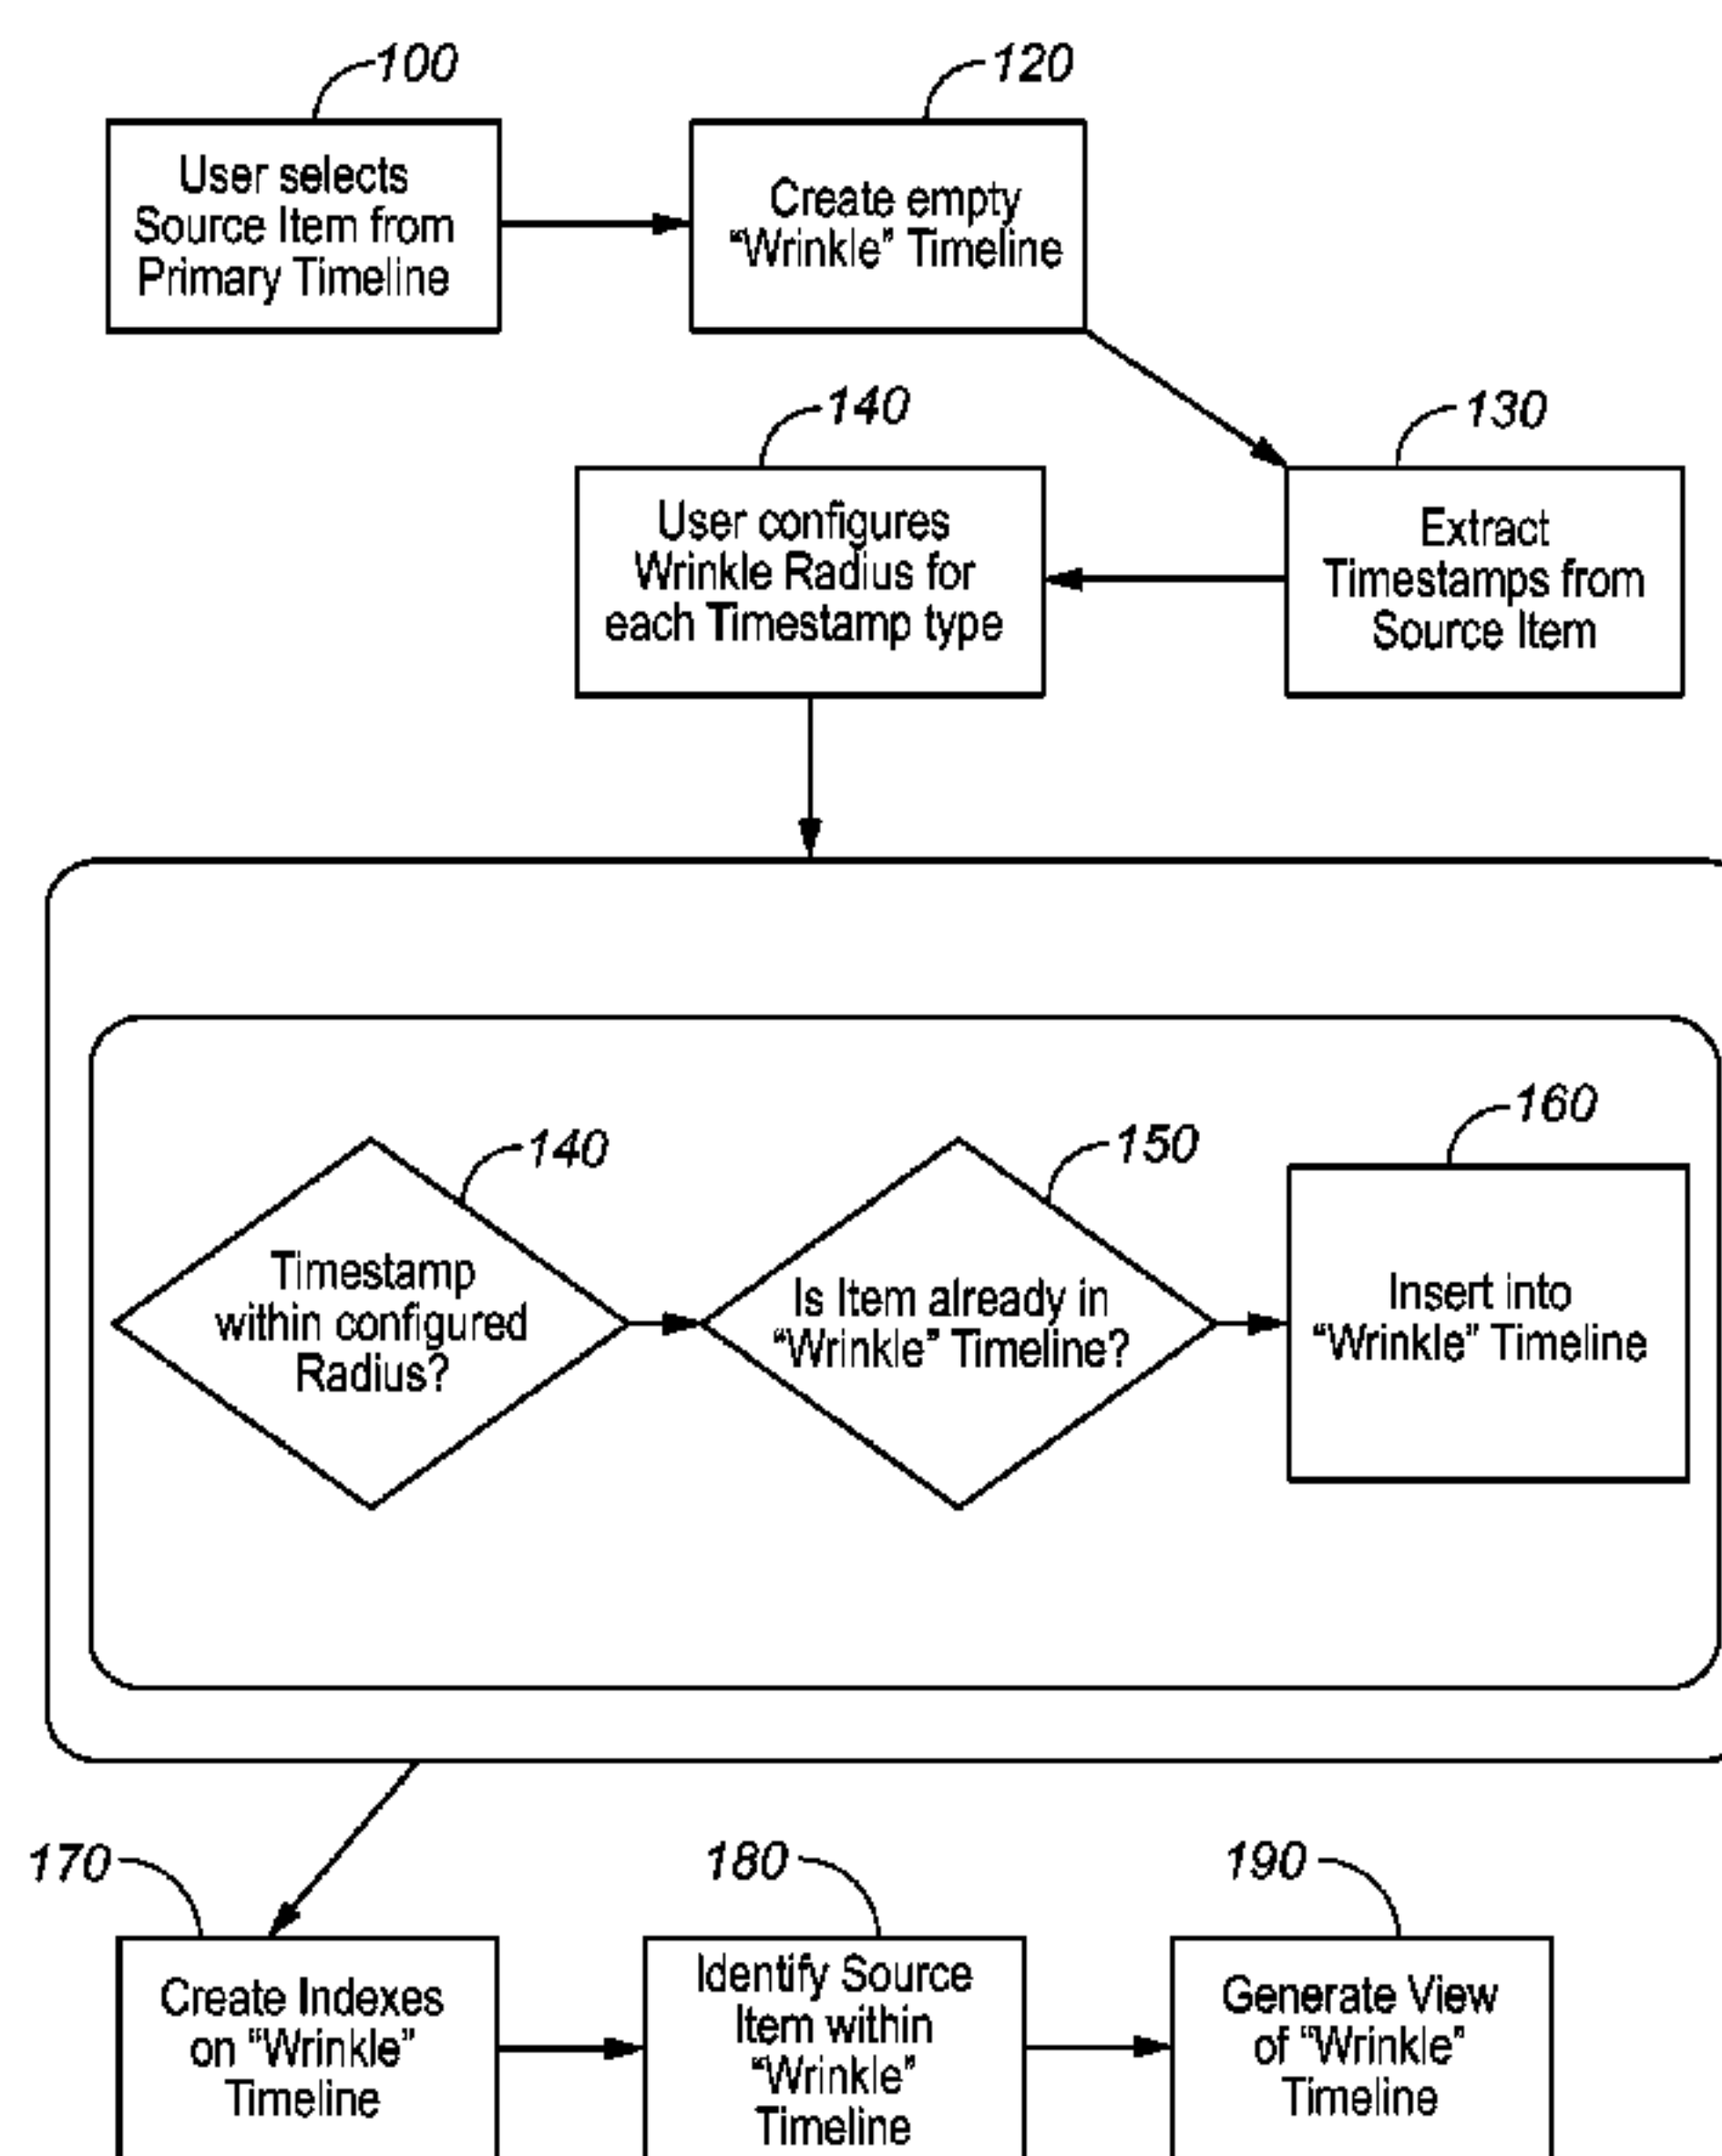 100
User selects
Source Item from
Primary Timeline
120
Create empty
“Wrinkle” Timeline
140
User configures
Wrinkle Radius for
each Timestamp type
130
Extract
Timestamps from
Source Item
140
Timestamp
within configured
Radius?
150
Is Item already in
“Wrinkle” Timeline?
160
Insert into
“Wrinkle” Timeline
170
Create Indexes
on “Wrinkle”
Timeline
180
Identify Source
Item within
“Wrinkle”
Timeline
190
Generate View
of “Wrinkle”
Timeline